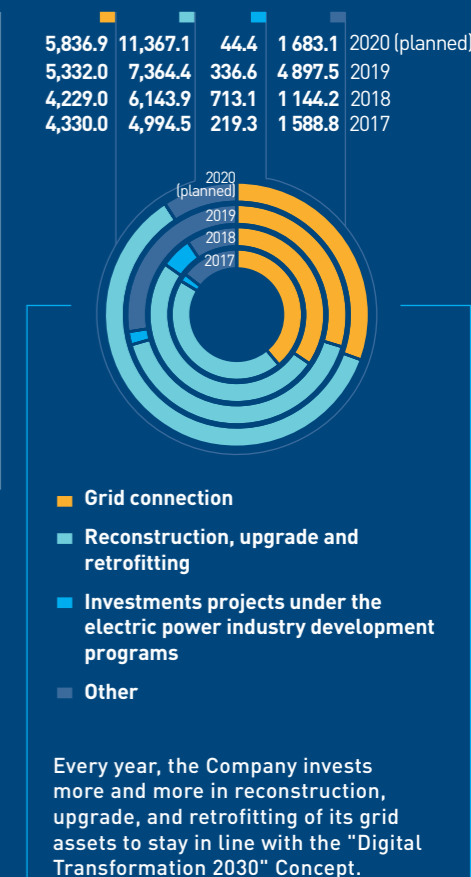 5,836.9 11,367.1 44.4 1 683.1 2020 (planned)
5,332.0 7,364.4 336.6 4 897.5 2019
4,229.0 6,143.9 713.1 1 144.2 2018
4,330.0 4,994.5 219.3 1 588.8 2017
2020
(planned)
2019
2018
2017
Grid connection
Reconstruction, upgrade and
retrofitting
Investments projects under the
electric power industry development
programs
Other
Every year, the Company invests
more and more in reconstruction,
upgrade, and retrofitting of its grid
assets to stay in line with the "Digital
Transformation 2030" Concept.